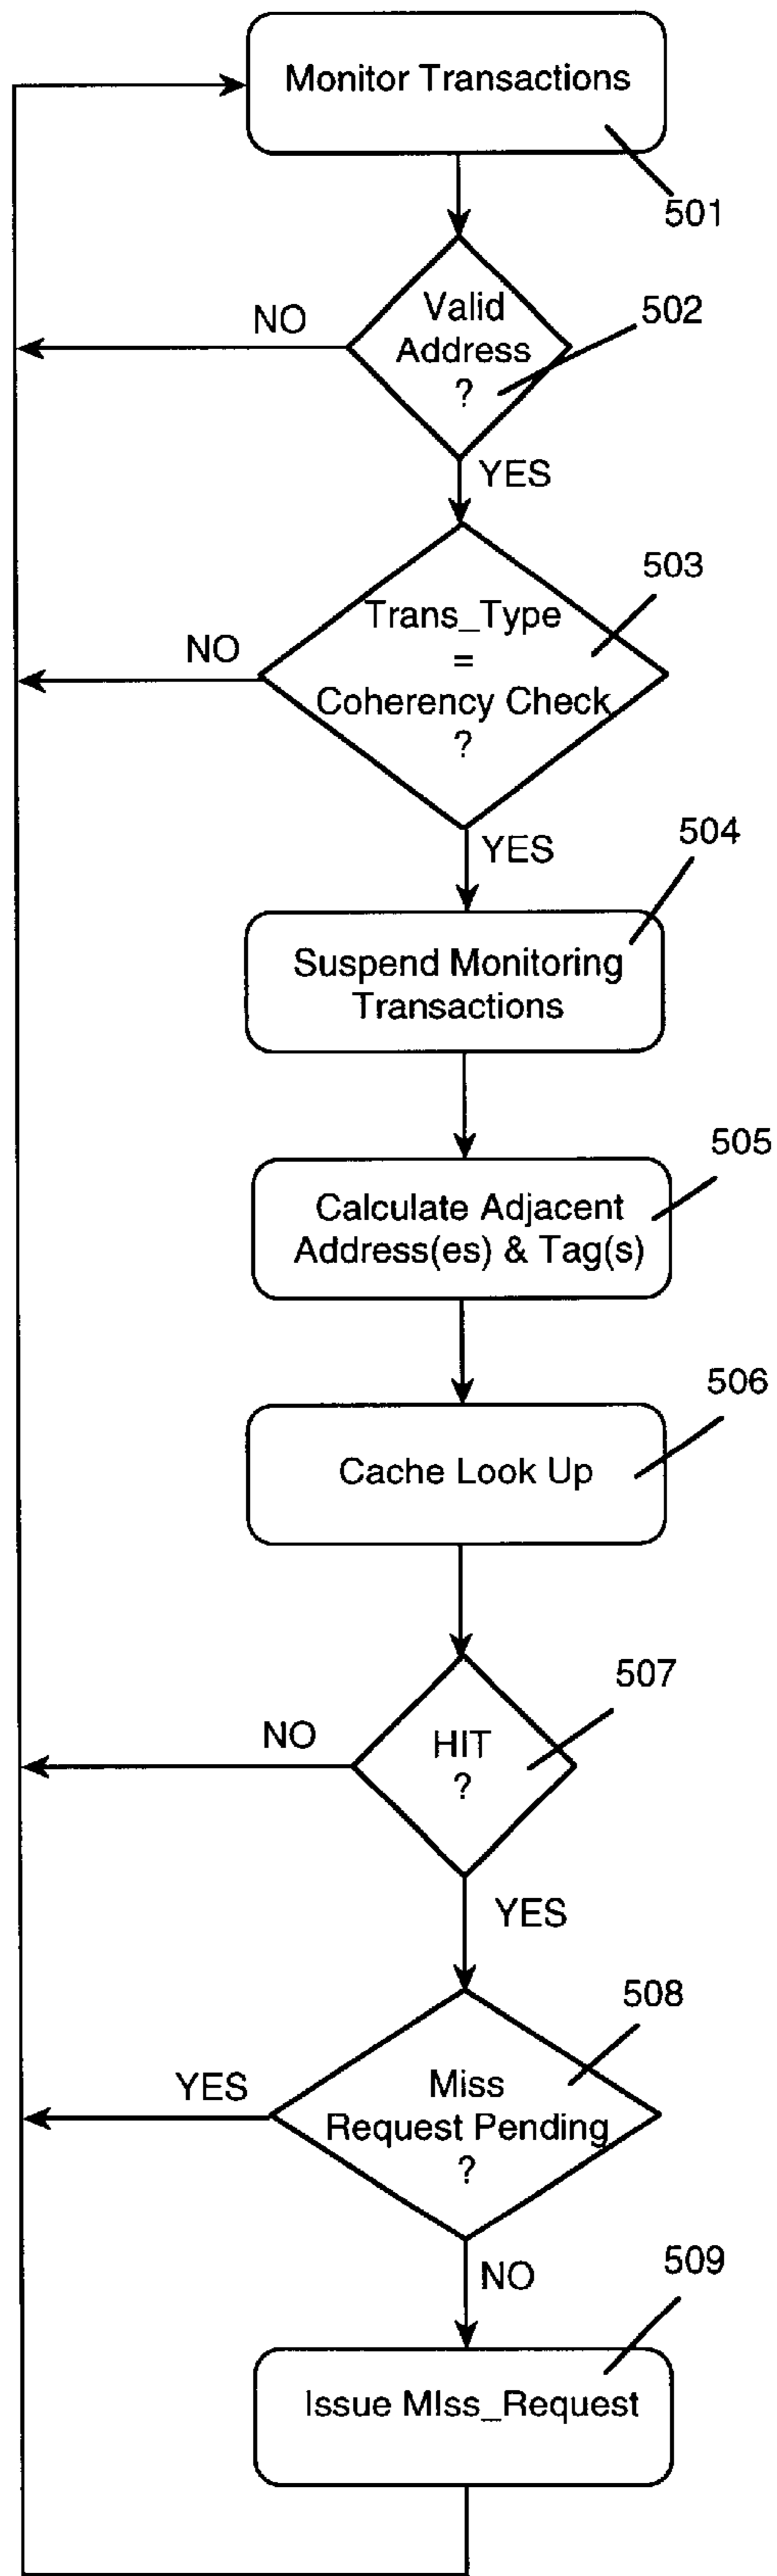 Monitor Transactions
501
Valid
Address
?
502
NO
YES
503
Trans_Type
=
Coherency Check
?
NO
YES
504
Suspend Monitoring
Transactions
505
Calculate Adjacent
Address(es) & Tag(s)
506
Cache Look Up
507
NO
HIT
?
YES
508
YES
Miss
Request Pending
?
NO
509
Issue MIss_Request